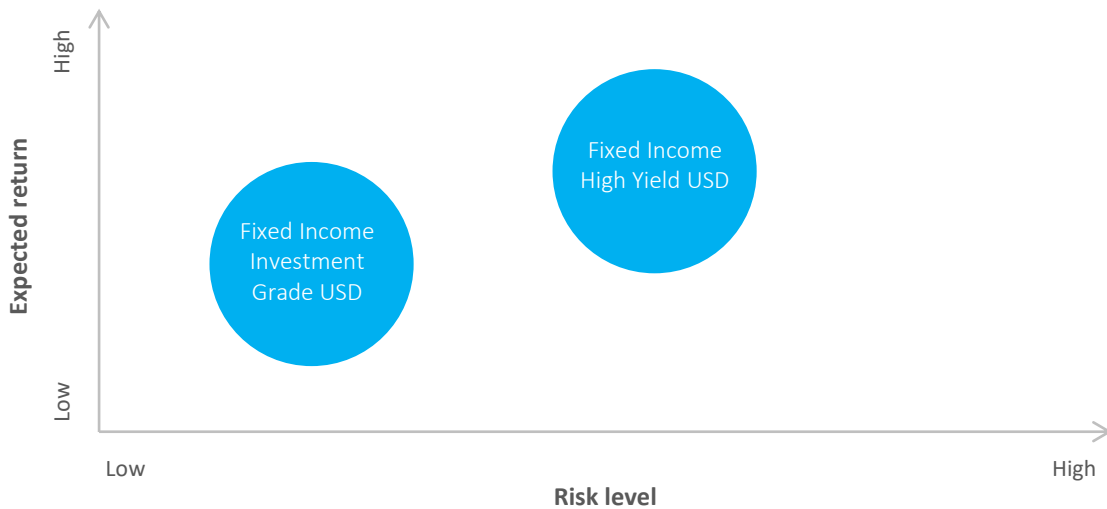 High
Expected return
Low
Fixed Income
High Yield USD
Fixed Income
Investment
Grade USD
Low
High
Risk level